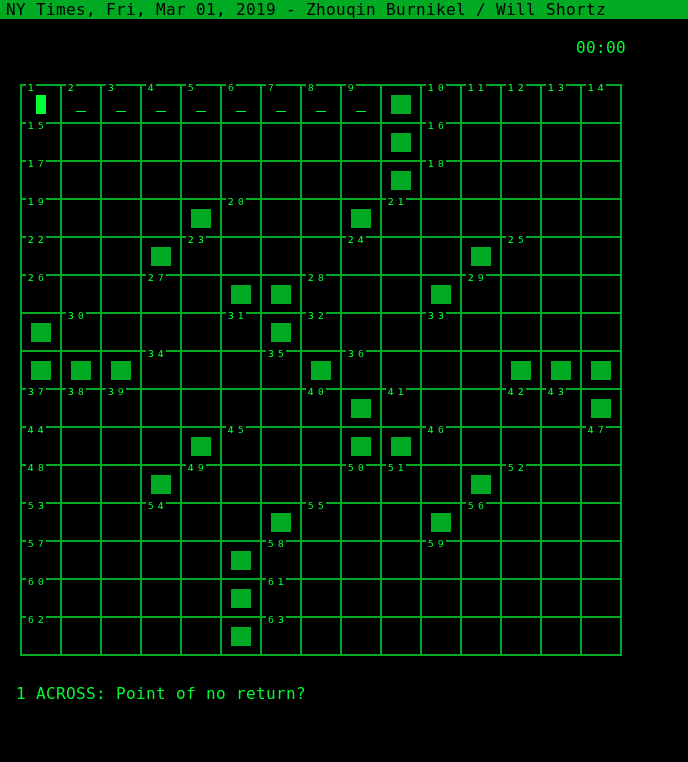 NY Times, Fri, Mar 01, 2019 - Zhouqin Burnikel / Will Shortz
00:00
1 2 3 4 5 6 7 8 9 10 11 12 13 14
15 16
17 18
19 20 21
22 23 24 25
26 27 28 29
30 31 32 33
34 35 36
37 38 39 40 41 42 43
44 45 46 47
48 49 50 51 52
53 54 55 56
57 58 59
60 61
62 63
1 ACROSS: Point of no return?